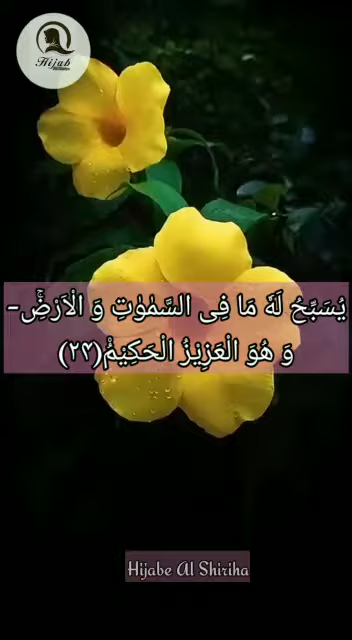 Hijab
یُسَبِّحُ لَهٗ مَا فِی السَّمٰوٰتِ وَ الْاَرْضِۚ-
وَ هُوَ الْعَزِیْزُ الْحَكِیْمُ۠(۲۴)
Hijabe Al Shiriha